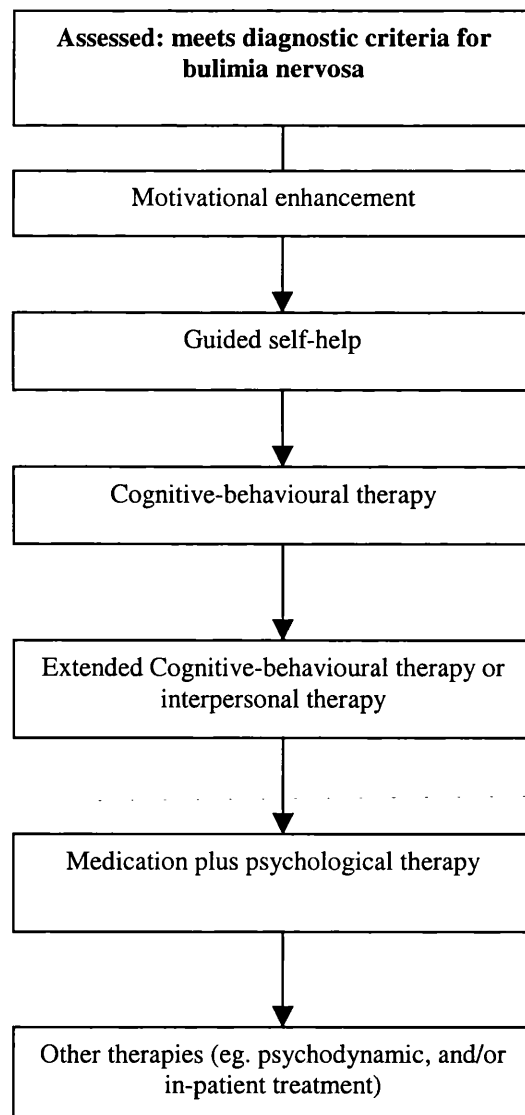 Assessed: meets diagnostic criteria for
bulimia nervosa
Motivational enhancement
Guided self-help
Cognitive-behavioural therapy
Extended Cognitive-behavioural therapy or
interpersonal therapy
Medication plus psychological therapy
Other therapies (eg. psychodynamic, and/or
in-patient treatment)